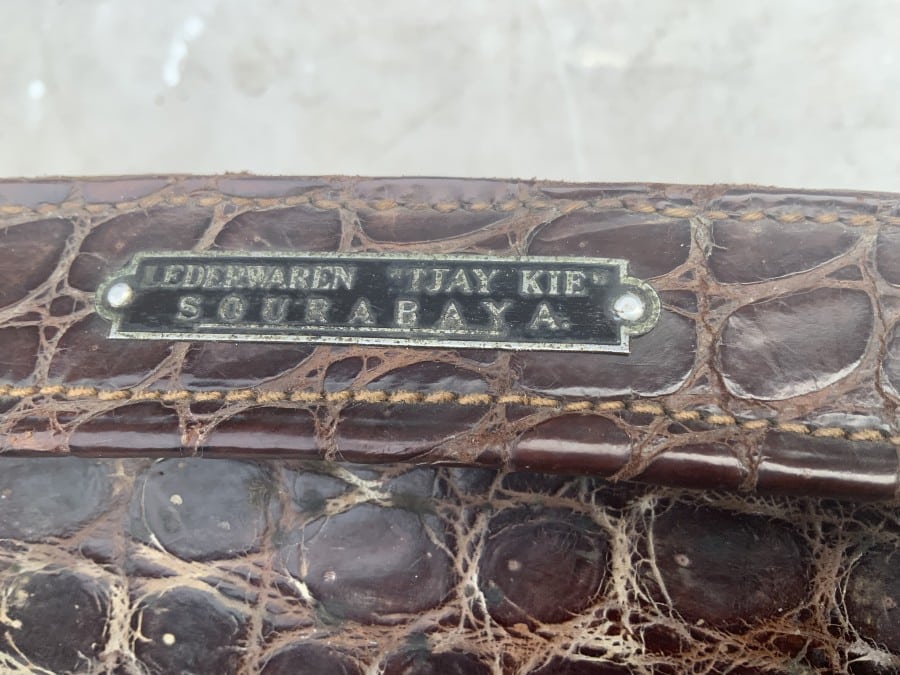 LEDERWAREN "TJAY KIE"
SOURABAYA.